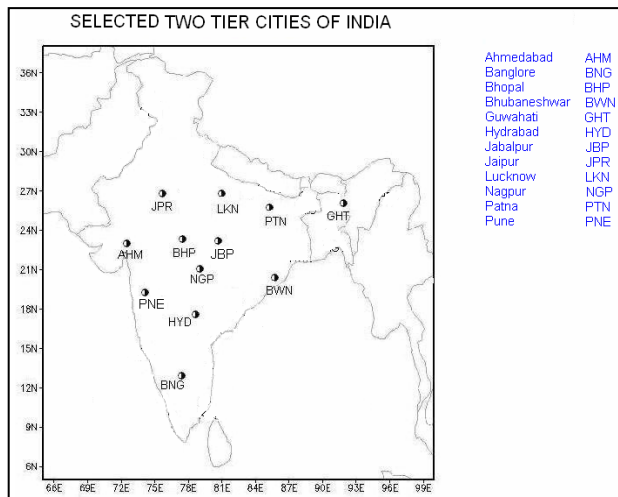 SELECTED TWO TIER CITIES OF INDIA
36N
33N
30N
27N
24N
21N
18N
15N
12N
9N
6N
66E 69E 72E 75E 78E 81E 84E 87E 90E 93E 96E 99E
JPR
LKN
PTN
GHT
AHM
BHP
JBP
NGP
BWN
PNE
HYD
BNG
Ahmedabad AHM
Banglore BNG
Bhopal BHP
Bhubaneshwar BWN
Guwahati GHT
Hydrabad HYD
Jabalpur JBP
Jaipur JPR
Lucknow LKN
Nagpur NGP
Patna PTN
Pune PNE